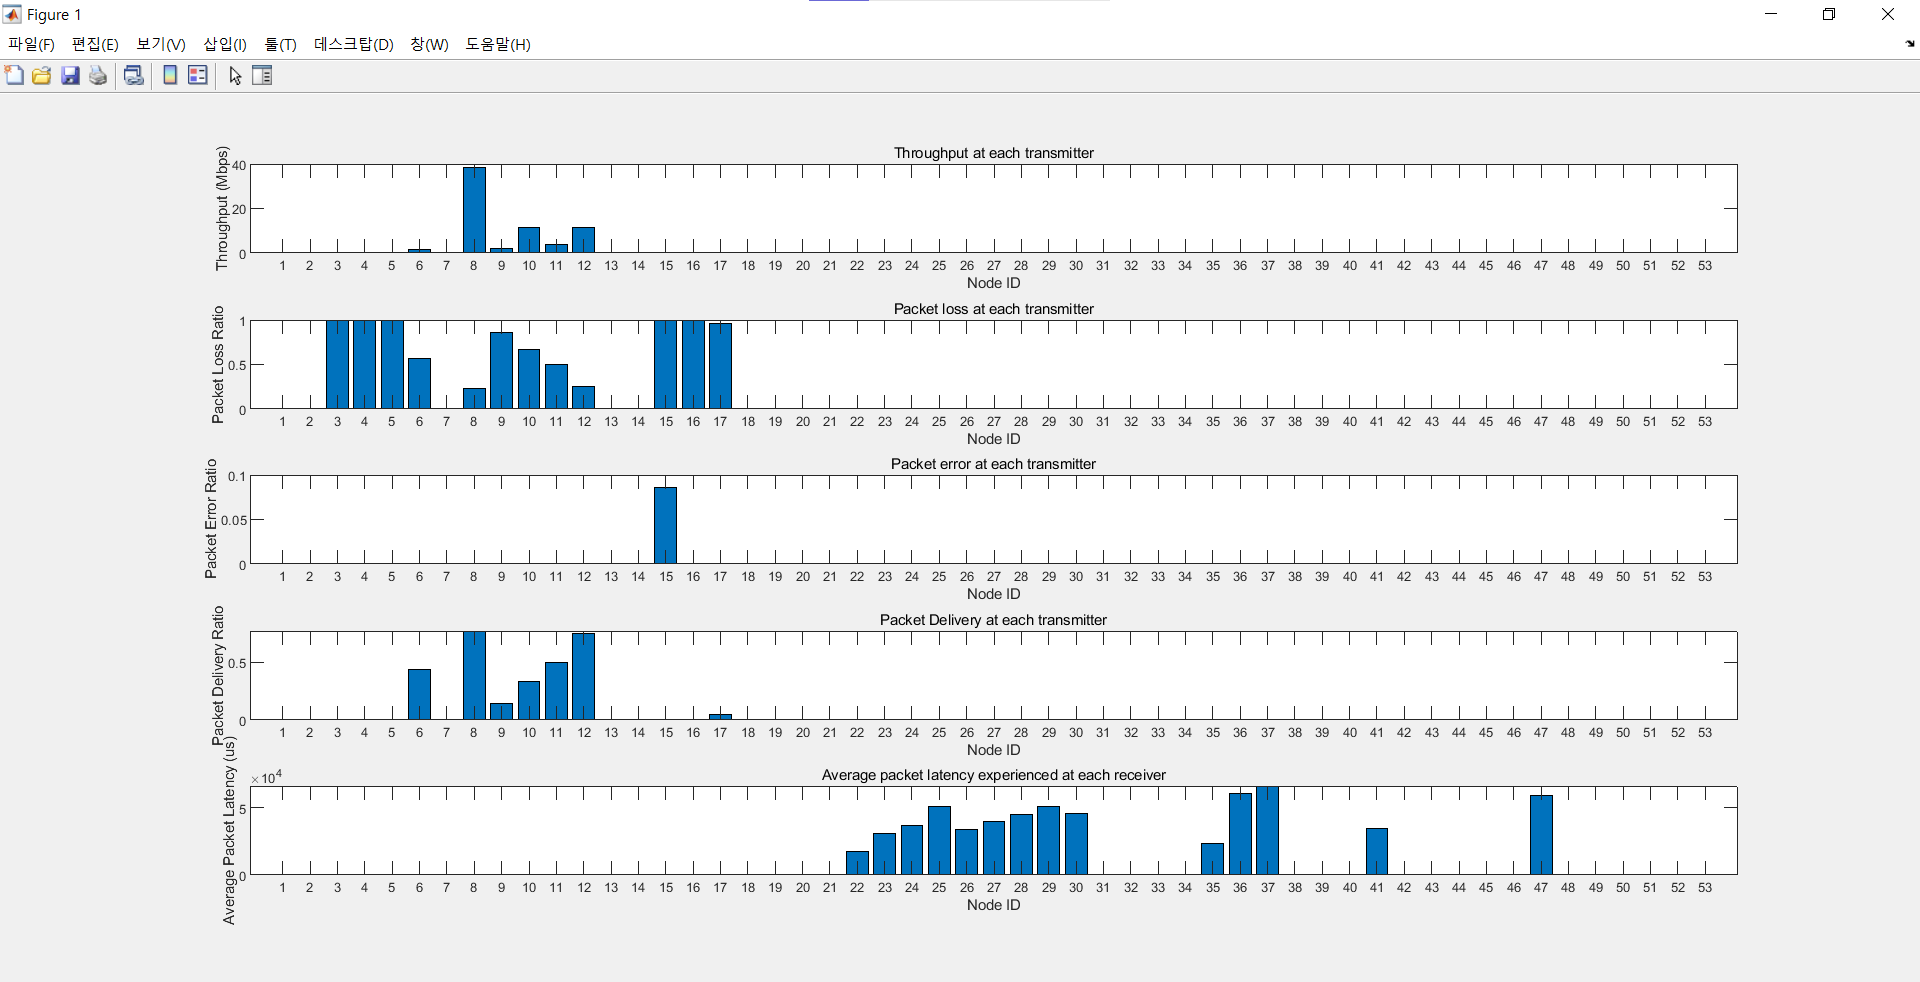 Figure 1
파일(F) 편집(E) 보기(V) 삽입(I) 툴(T) 데스크탑(D) 창(W) 도움말(H)
Throughput at each transmitter
Throughput (Mbps)
40
20
0
1 2 3 4 5 6 7 8 9 10 11 12 13 14 15 16 17 18 19 20 21 22 23 24 25 26 27 28 29 30 31 32 33 34 35 36 37 38 39 40 41 42 43 44 45 46 47 48 49 50 51 52 53
Node ID
Packet loss at each transmitter
Packet Loss Ratio
1
0.5
0
1 2 3 4 5 6 7 8 9 10 11 12 13 14 15 16 17 18 19 20 21 22 23 24 25 26 27 28 29 30 31 32 33 34 35 36 37 38 39 40 41 42 43 44 45 46 47 48 49 50 51 52 53
Node ID
Packet error at each transmitter
Packet Error Ratio
0.1
0.05
0
1 2 3 4 5 6 7 8 9 10 11 12 13 14 15 16 17 18 19 20 21 22 23 24 25 26 27 28 29 30 31 32 33 34 35 36 37 38 39 40 41 42 43 44 45 46 47 48 49 50 51 52 53
Node ID
Packet Delivery at each transmitter
Packet Delivery Ratio
0.5
0
1 2 3 4 5 6 7 8 9 10 11 12 13 14 15 16 17 18 19 20 21 22 23 24 25 26 27 28 29 30 31 32 33 34 35 36 37 38 39 40 41 42 43 44 45 46 47 48 49 50 51 52 53
Node ID
Average packet latency experienced at each receiver
Average Packet Latency (us)
×10⁴
5
0
1 2 3 4 5 6 7 8 9 10 11 12 13 14 15 16 17 18 19 20 21 22 23 24 25 26 27 28 29 30 31 32 33 34 35 36 37 38 39 40 41 42 43 44 45 46 47 48 49 50 51 52 53
Node ID